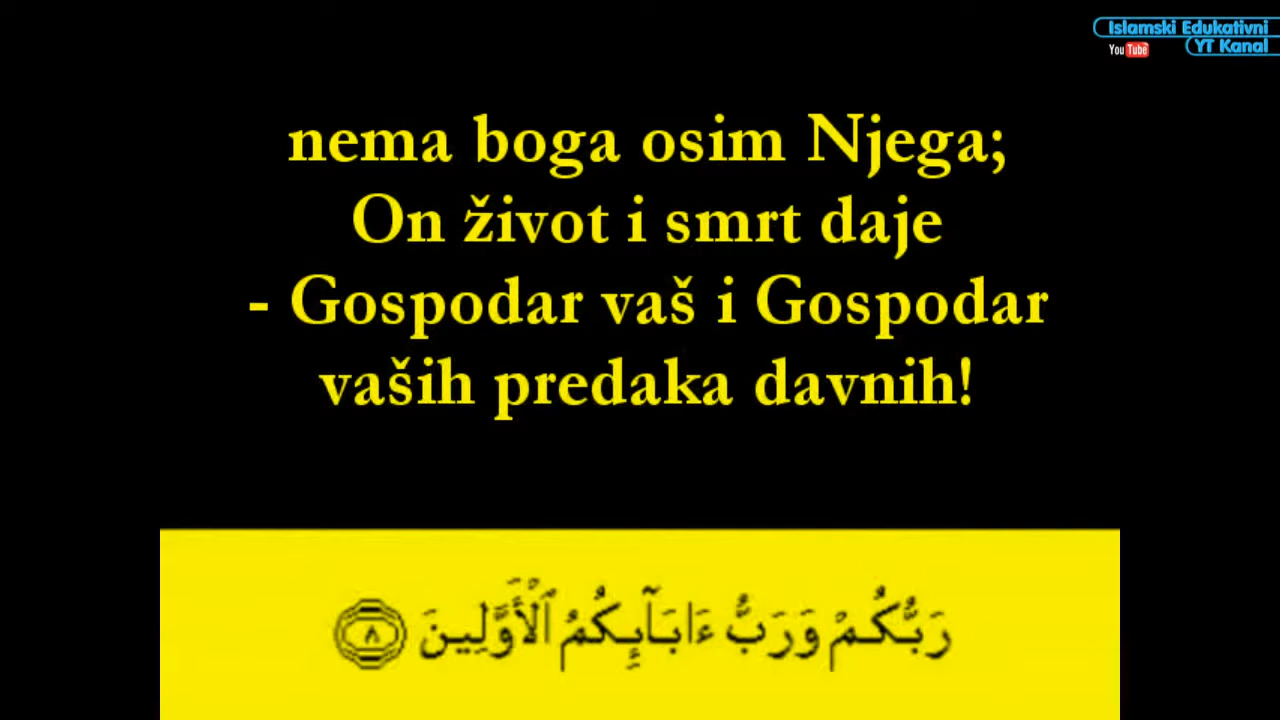 Islamski Edukativni
YouTube YT Kanal
nema boga osim Njega;
On život i smrt daje
- Gospodar vaš i Gospodar
vaših predaka davnih!
رَبُّكُمْ وَرَبُّ ءَابَآئِكُمُ ٱلْأَوَّلِينَ ٨